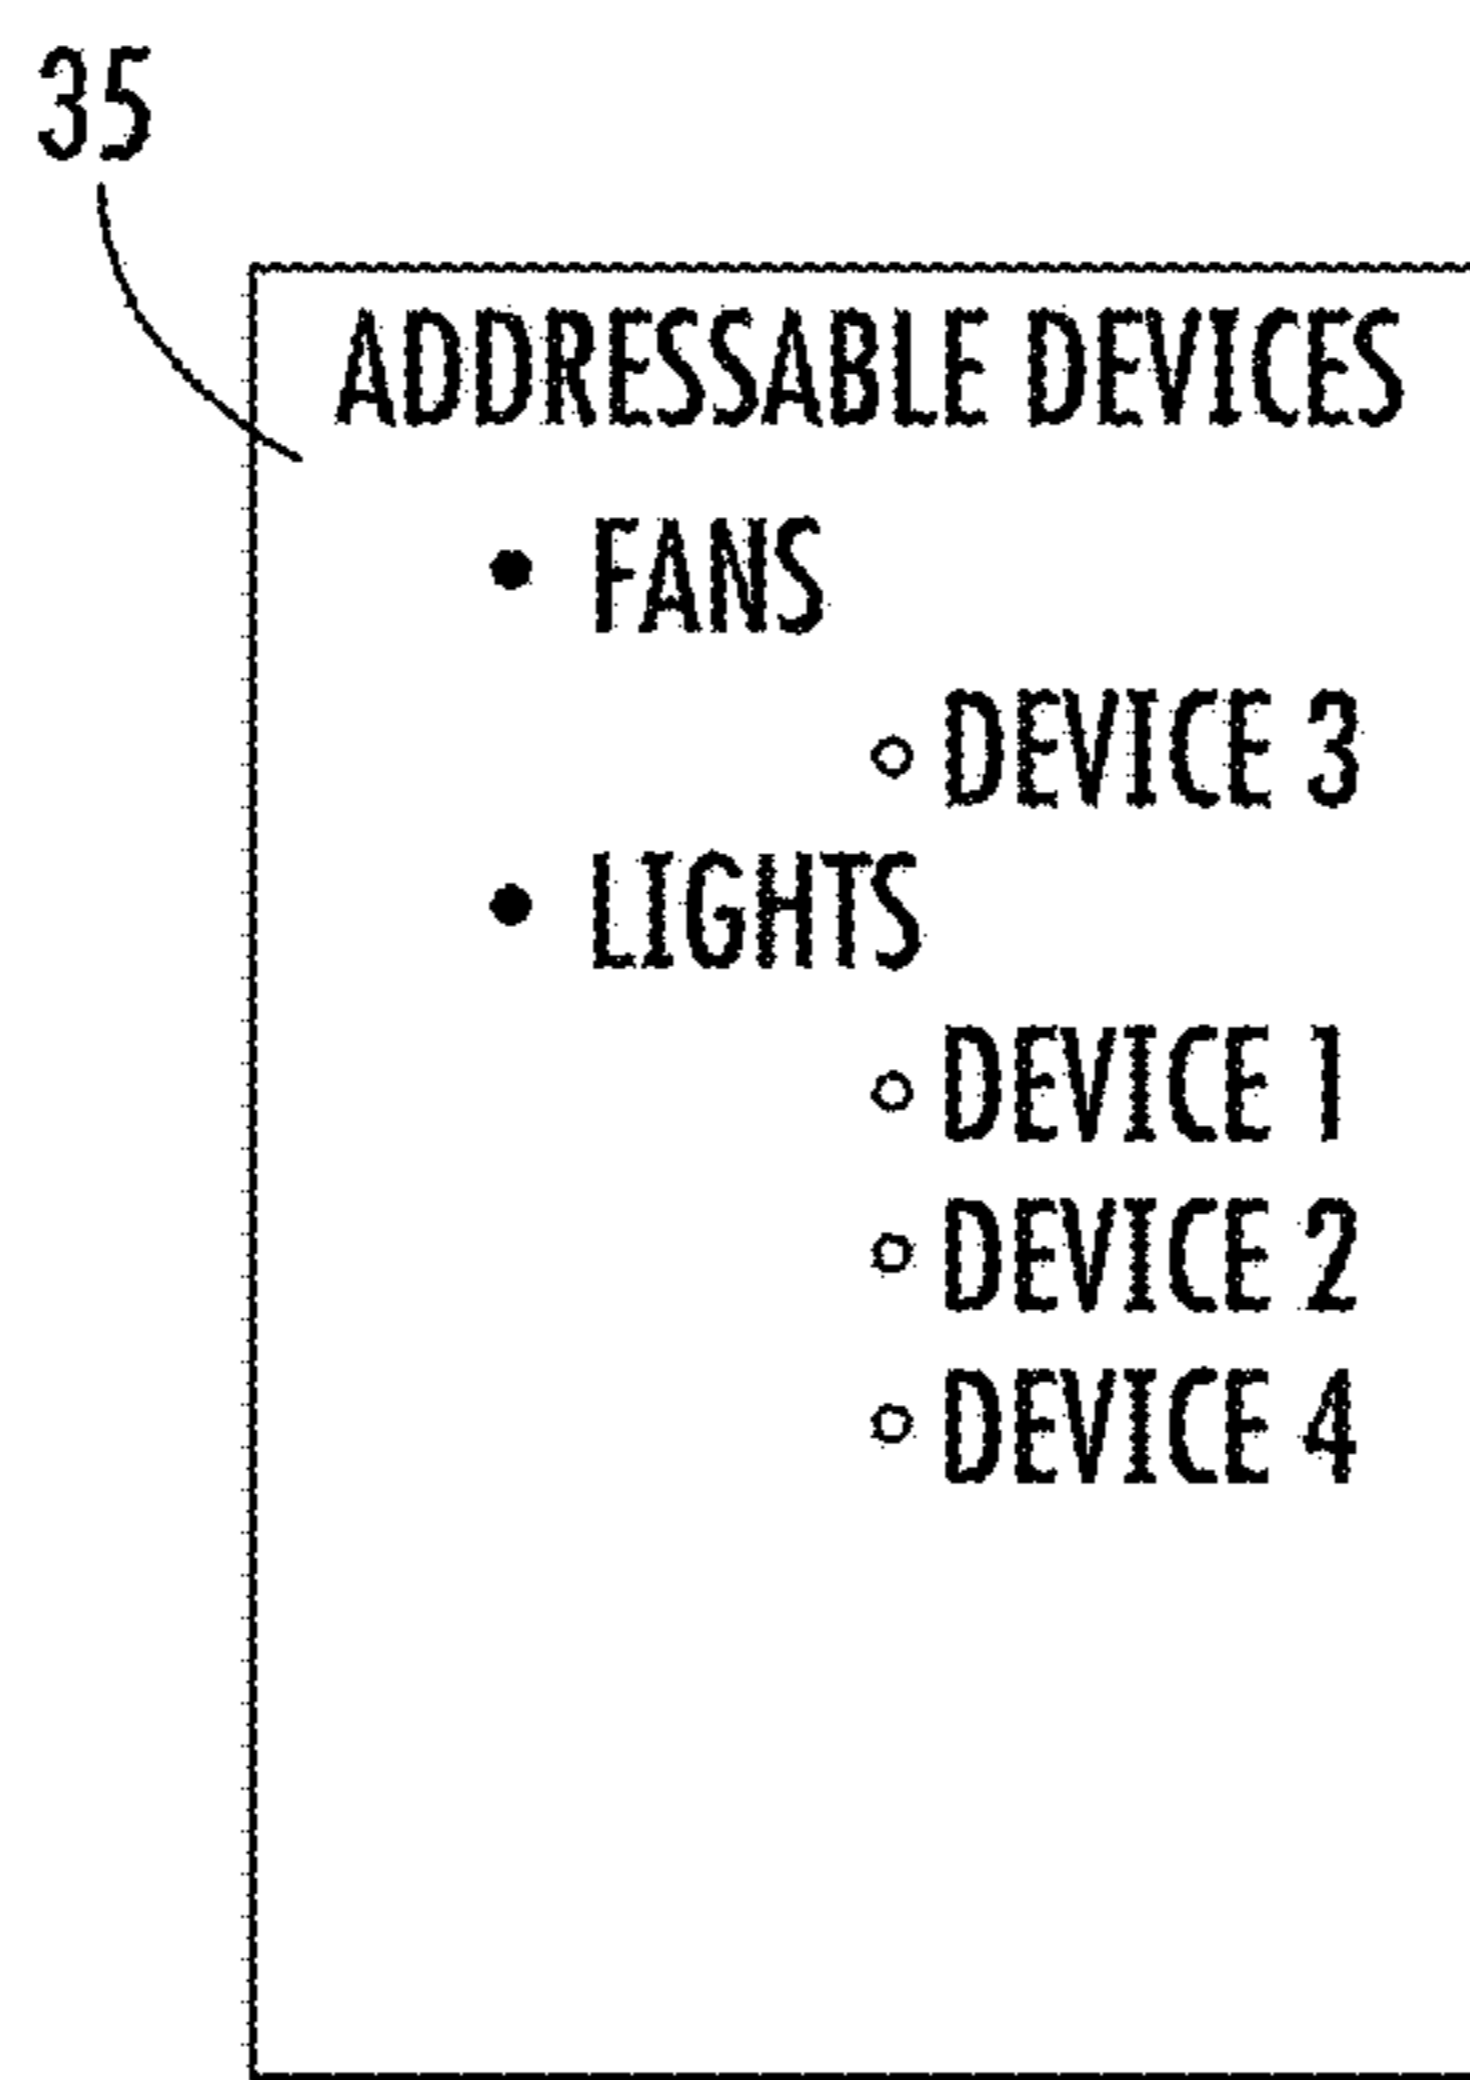 35
ADDRESSABLE DEVICES
• FANS
○ DEVICE 3
• LIGHTS
○ DEVICE 1
○ DEVICE 2
○ DEVICE 4